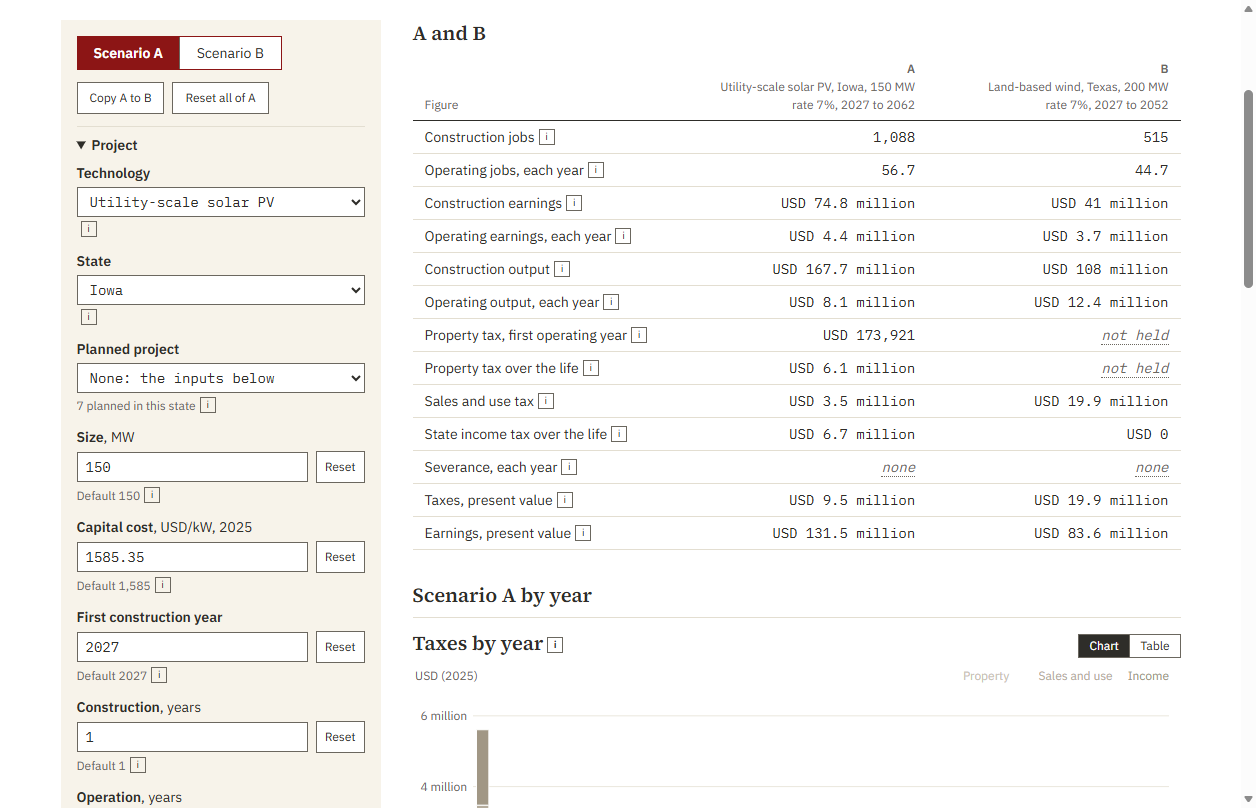 Scenario A
Scenario B
Copy A to B
Reset all of A
▼ Project
Technology
Utility-scale solar PV
i
State
Iowa
i
Planned project
None: the inputs below
7 planned in this state i
Size, MW
150
Reset
Default 150 i
Capital cost, USD/kW, 2025
1585.35
Reset
Default 1,585 i
First construction year
2027
Reset
Default 2027 i
Construction, years
1
Reset
Default 1 i
Operation, years
A and B
A B
Utility-scale solar PV, Iowa, 150 MW Land-based wind, Texas, 200 MW
Figure rate 7%, 2027 to 2062 rate 7%, 2027 to 2052
Construction jobs i 1,088 515
Operating jobs, each year i 56.7 44.7
Construction earnings i USD 74.8 million USD 41 million
Operating earnings, each year i USD 4.4 million USD 3.7 million
Construction output i USD 167.7 million USD 108 million
Operating output, each year i USD 8.1 million USD 12.4 million
Property tax, first operating year i USD 173,921 not held
Property tax over the life i USD 6.1 million not held
Sales and use tax i USD 3.5 million USD 19.9 million
State income tax over the life i USD 6.7 million USD 0
Severance, each year i none none
Taxes, present value i USD 9.5 million USD 19.9 million
Earnings, present value i USD 131.5 million USD 83.6 million
Scenario A by year
Taxes by year i
Chart Table
USD (2025) Property Sales and use Income
6 million
4 million